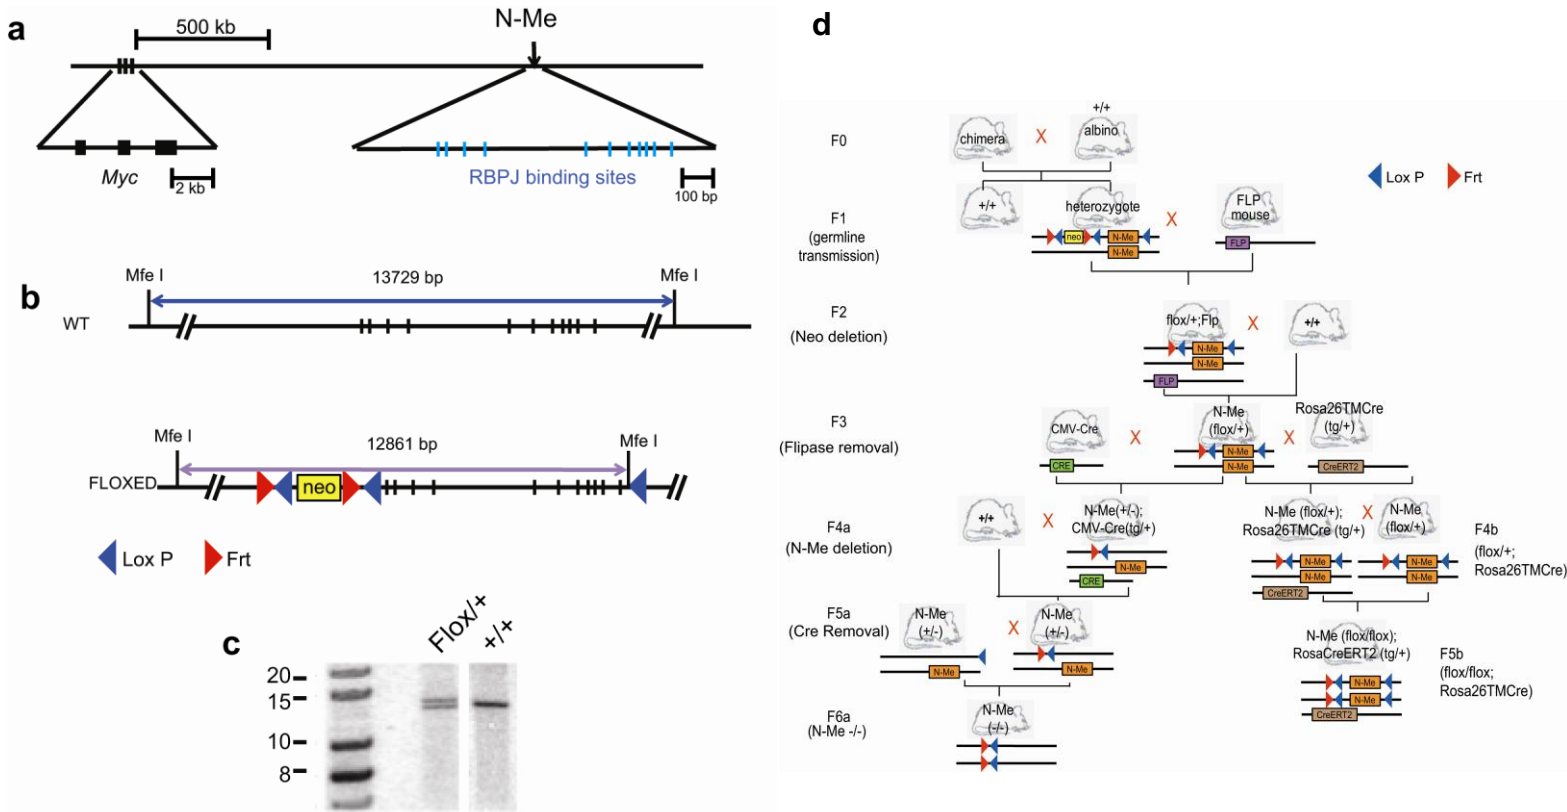 a
500 kb
N-Me
Myc
2 kb
RBPJ binding sites
100 bp
b
Mfe I
13729 bp
Mfe I
WT
Mfe I
12861 bp
Mfe I
FLOXED
neo
Lox P
Frt
c
Flox/+
+/+
20
15
10
8
d
F0
chimera
X
+/+
albino
Lox P
Frt
F1
(germline
transmission)
+/+
heterozygote
X
FLP
mouse
neo
N-Me
N-Me
FLP
F2
(Neo deletion)
flox/+;Flp
X
+/+
N-Me
N-Me
FLP
F3
(Flipase removal)
CMV-Cre
X
N-Me
(flox/+)
X
Rosa26TMCre
(tg/+)
CRE
N-Me
N-Me
CreERT2
F4a
(N-Me deletion)
+/+
X
N-Me(+/-);
CMV-Cre(tg/+)
N-Me
CRE
N-Me (flox/+);
Rosa26TMCre (tg/+)
X
N-Me
(flox/+)
F4b
(flox/+;
Rosa26TMCre)
N-Me
N-Me
CreERT2
N-Me
N-Me
F5a
(Cre Removal)
N-Me
(+/-)
X
N-Me
(+/-)
N-Me
N-Me
N-Me (flox/flox);
RosaCreERT2 (tg/+)
F5b
(flox/flox;
Rosa26TMCre)
N-Me
N-Me
CreERT2
F6a
(N-Me -/-)
N-Me
(-/-)